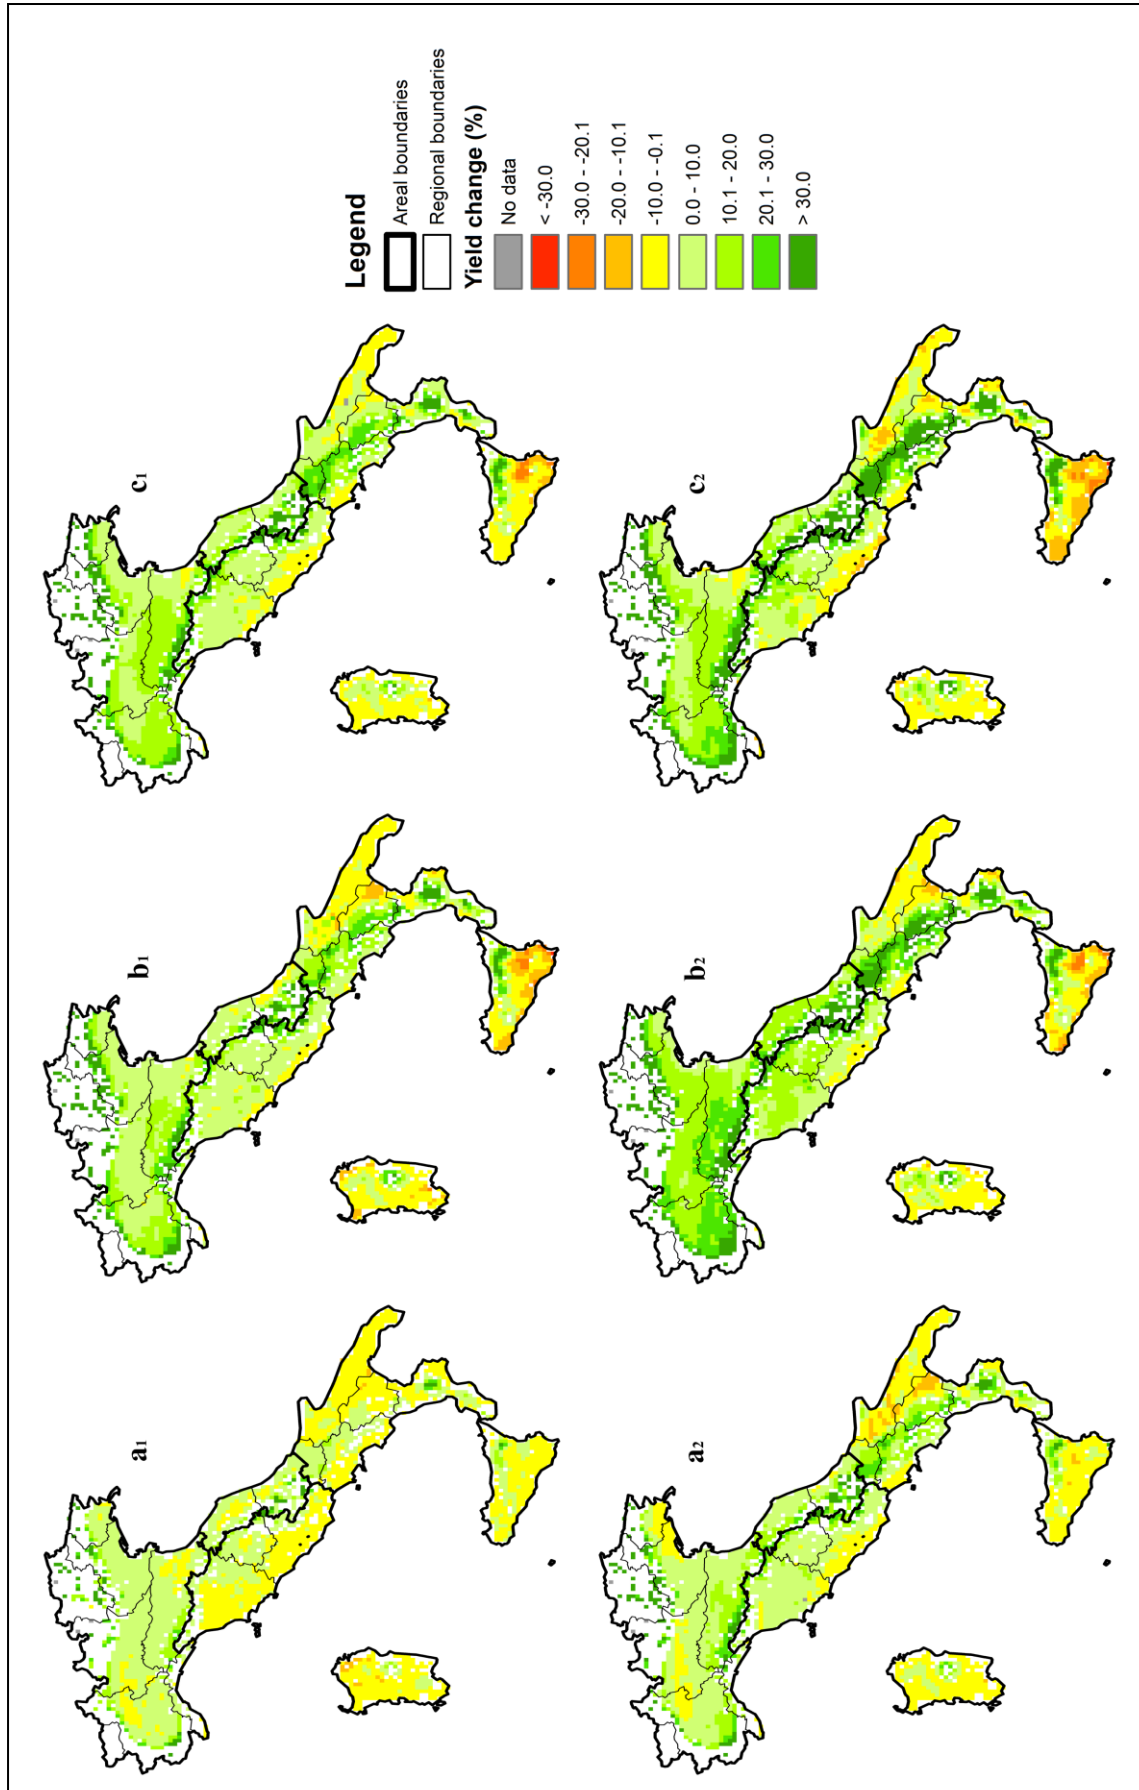 a1
b1
c1
a2
b2
c2
Legend
Areal boundaries
Regional boundaries
Yield change (%)
No data
< -30.0
-30.0 - -20.1
-20.0 - -10.1
-10.0 - -0.1
0.0 - 10.0
10.1 - 20.0
20.1 - 30.0
> 30.0